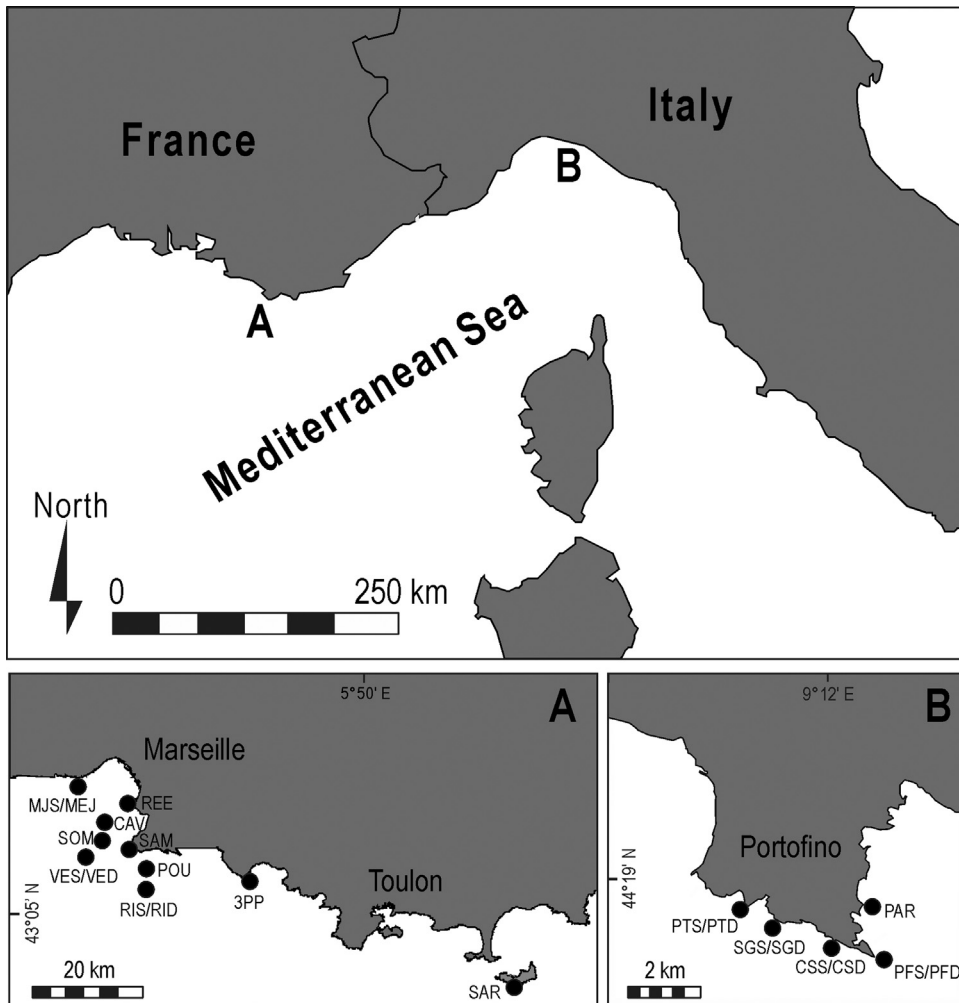 France
Italy
B
A
Mediterranean Sea
North
0 250 km
5°50' E
A
Marseille
MJS/MEJ
REE
CAV
SOM
SAM
VES/VED
POU
RIS/RID
3PP
Toulon
43°05' N
20 km
SAR
9°12' E
B
Portofino
44°19' N
PAR
PTS/PTD
SGS/SGD
CSS/CSD
PFS/PFD
2 km